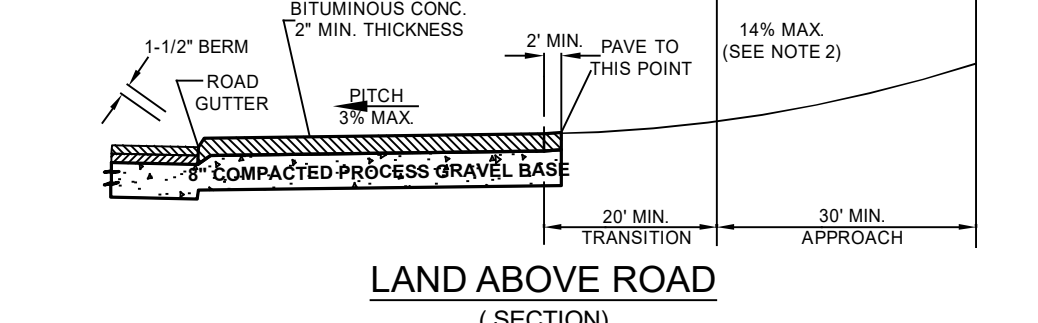 BITUMINOUS CONC.
2" MIN. THICKNESS
1-1/2" BERM
ROAD
GUTTER
PITCH
3% MAX.
2' MIN.
PAVE TO
THIS POINT
14% MAX.
(SEE NOTE 2)
8" COMPACTED PROCESS GRAVEL BASE
20' MIN.
TRANSITION
30' MIN.
APPROACH
LAND ABOVE ROAD
( SECTION)